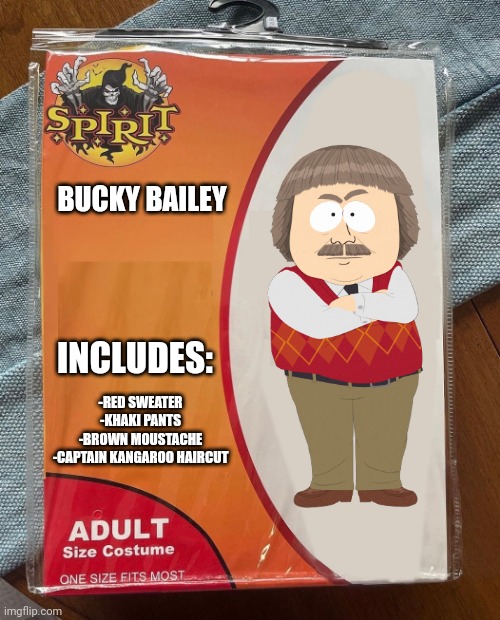 SPIRIT
BUCKY BAILEY
INCLUDES:
-RED SWEATER
-KHAKI PANTS
-BROWN MOUSTACHE
-CAPTAIN KANGAROO HAIRCUT
ADULT
Size Costume
ONE SIZE FITS MOST
imgflip.com